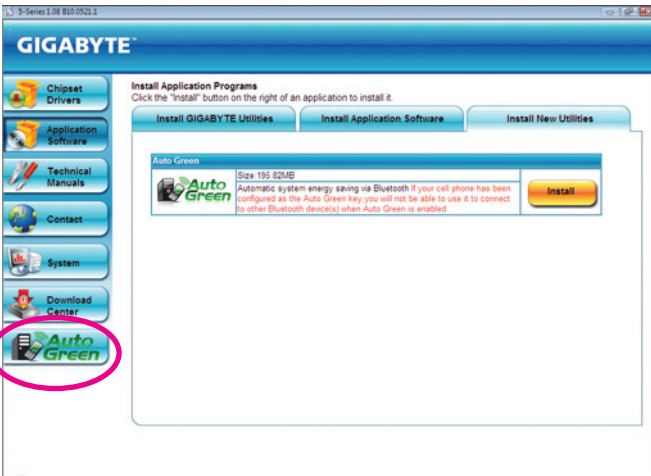 5-Series 1.08 B10.0521.1
GIGABYTE™
Chipset
Drivers
Application
Software
Technical
Manuals
Contact
System
Download
Center
Auto
Green
Install Application Programs
Click the "Install" button on the right of an application to install it.
Install GIGABYTE Utilities
Install Application Software
Install New Utilities
Auto Green
Auto
Green
Size:195.82MB
Automatic system energy saving via Bluetooth If your cell phone has been
configured as the Auto Green key,you will not be able to use it to connect
to other Bluetooth device(s) when Auto Green is enabled.
Install